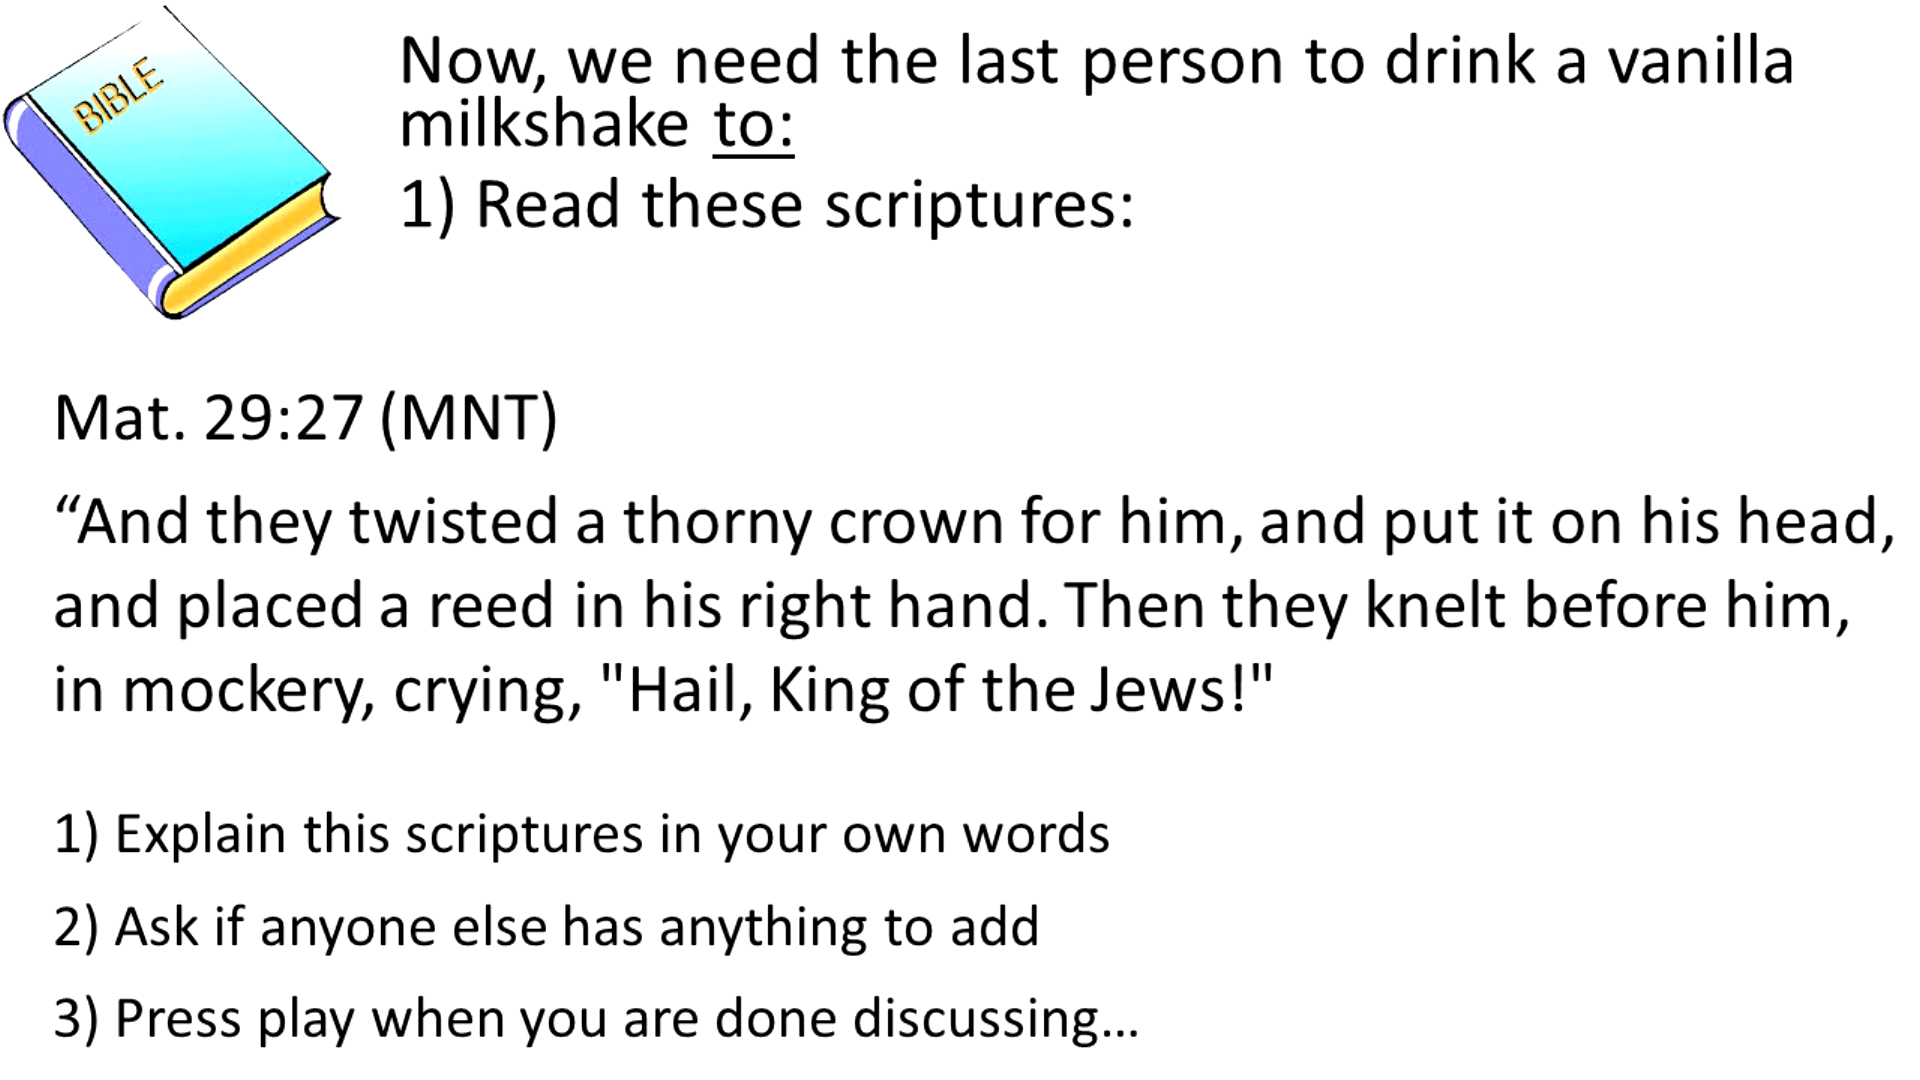 BIBLE
Now, we need the last person to drink a vanilla
milkshake to:
1) Read these scriptures:
Mat. 29:27 (MNT)
“And they twisted a thorny crown for him, and put it on his head,
and placed a reed in his right hand. Then they knelt before him,
in mockery, crying, "Hail, King of the Jews!"
1) Explain this scriptures in your own words
2) Ask if anyone else has anything to add
3) Press play when you are done discussing...